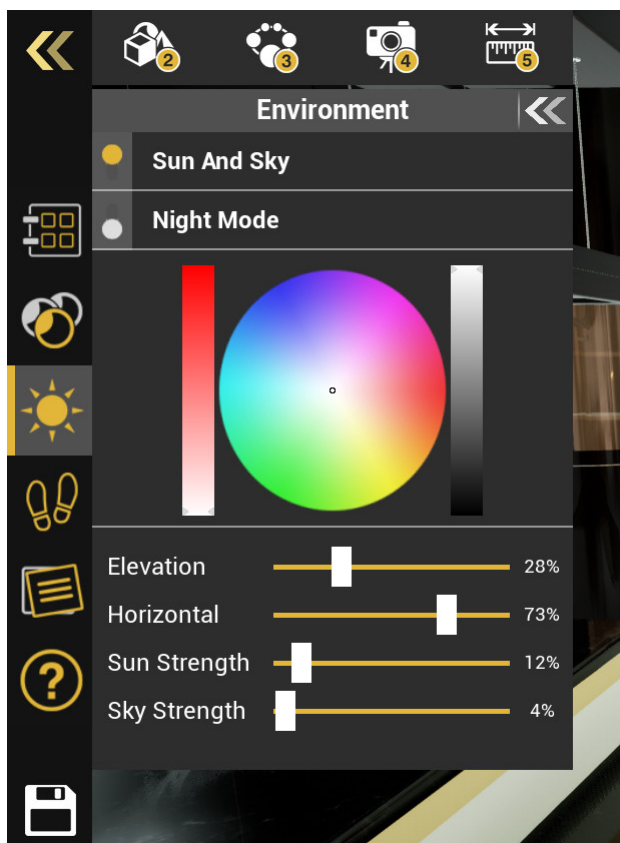 2
3
4
5
Environment
Sun And Sky
Night Mode
Elevation 28%
Horizontal 73%
Sun Strength 12%
Sky Strength 4%
?